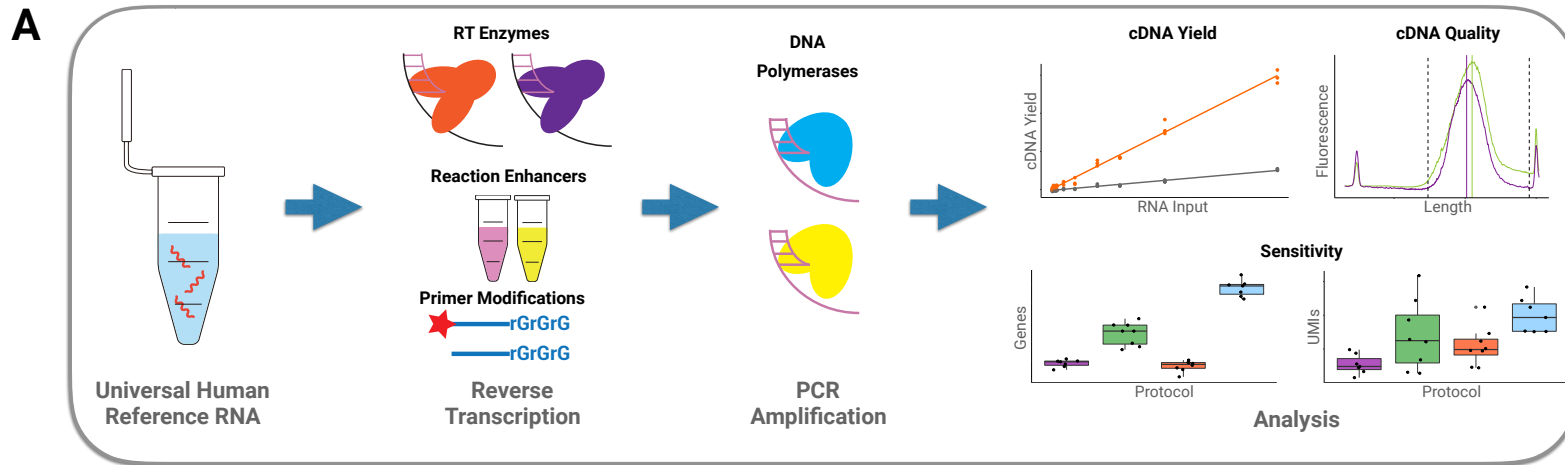 A
RT Enzymes
Reaction Enhancers
Primer Modifications
rGrGrG
rGrGrG
DNA
Polymerases
cDNA Yield
cDNA Yield
RNA Input
cDNA Quality
Fluorescence
Length
Sensitivity
Genes
Protocol
UMIs
Protocol
Universal Human
Reference RNA
Reverse
Transcription
PCR
Amplification
Analysis